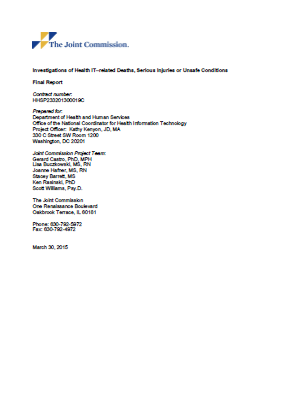 The Joint Commission.
Investigations of Health IT-related Deaths, Serious Injuries or Unsafe Conditions
Final Report
Contract number:
HHSP233201300019C
Prepared for:
Department of Health and Human Services
Office of the National Coordinator for Health Information Technology
Project Officer: Kathy Kenyon, JD, MA
330 C Street SW Room 1200
Washington, DC 20201
Joint Commission Project Team:
Gerard Castro, PhD, MPH
Lisa Buczkowski, MS, RN
Joanne Hafner, MS, RN
Stacey Barrett, MS
Ken Rasinski, PhD
Scott Williams, Psy.D.
The Joint Commission
One Renaissance Boulevard
Oakbrook Terrace, IL 60181
Phone: 630-792-5972
Fax: 630-792-4972
March 30, 2015